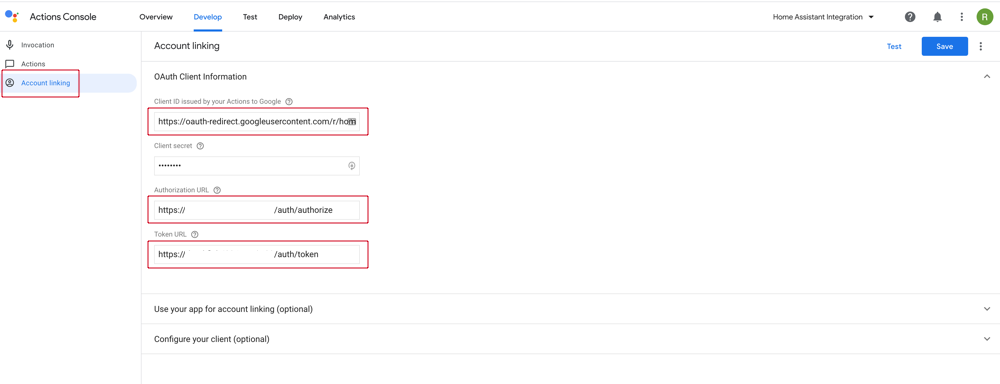 Actions Console Overview Develop Test Deploy Analytics Home Assistant Integration R
Invocation
Actions
Account linking
Account linking Test Save
OAuth Client Information
Client ID issued by your Actions to Google
https://oauth-redirect.googleusercontent.com/r/hom
Client secret
••••••••
Authorization URL
https:// /auth/authorize
Token URL
https:// /auth/token
Use your app for account linking (optional)
Configure your client (optional)